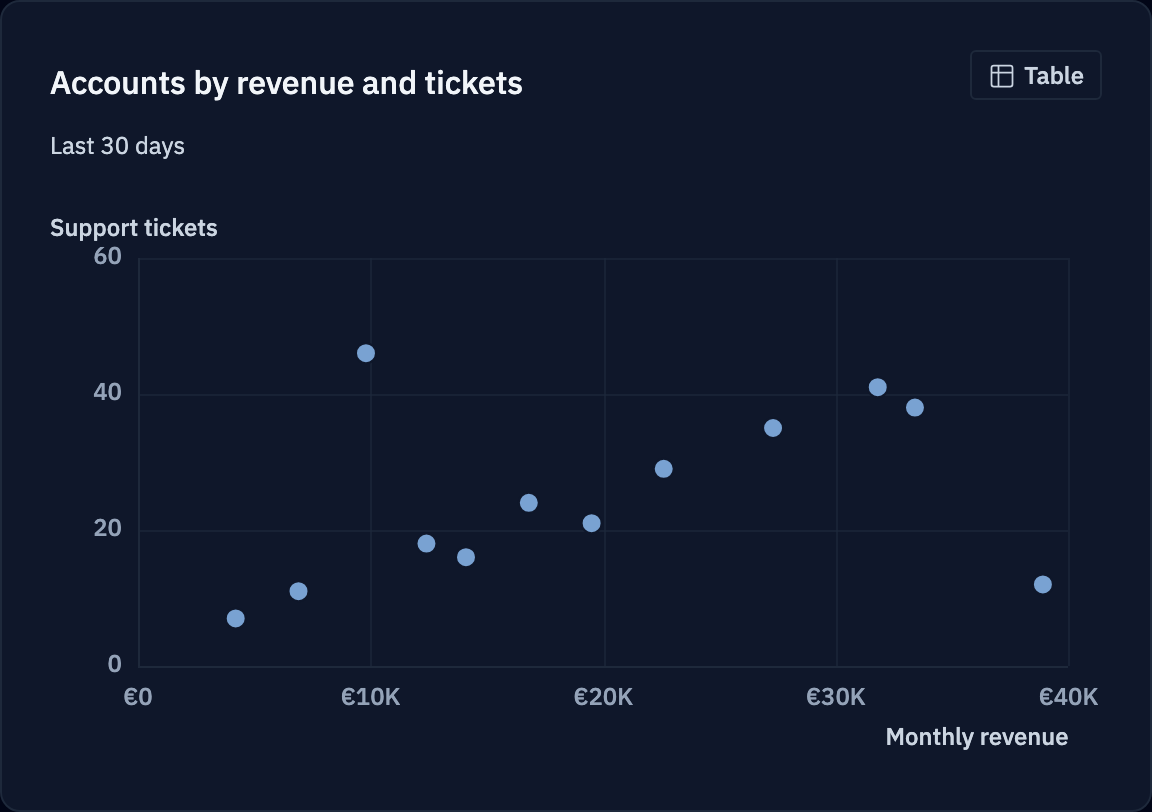 Accounts by revenue and tickets
Table
Last 30 days
Support tickets
60
40
20
0
€0 €10K €20K €30K €40K
Monthly revenue